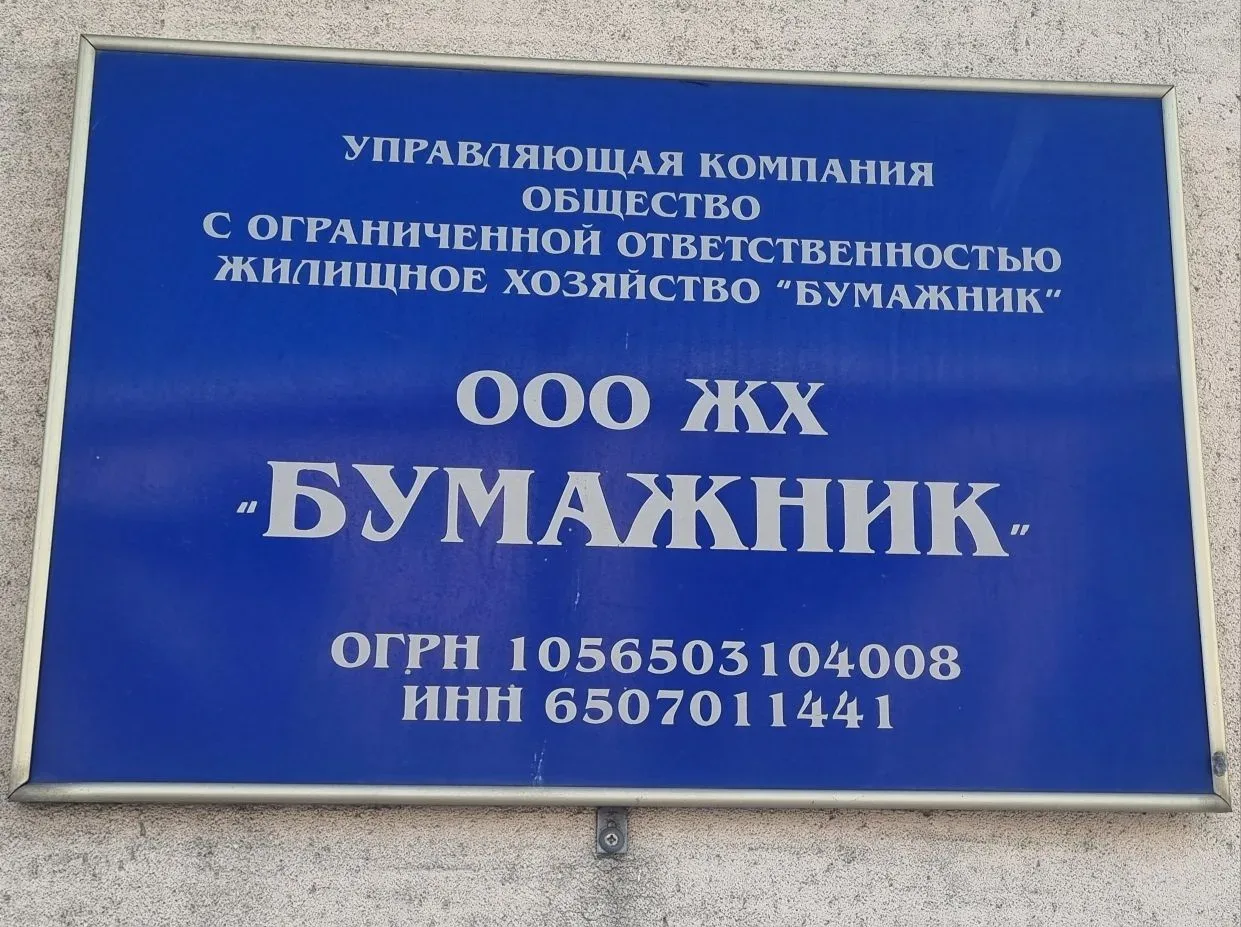 УПРАВЛЯЮЩАЯ КОМПАНИЯ
ОБЩЕСТВО
С ОГРАНИЧЕННОЙ ОТВЕТСТВЕННОСТЬЮ
ЖИЛИЩНОЕ ХОЗЯЙСТВО "БУМАЖНИК"
ООО ЖХ
"БУМАЖНИК"
ОГРН 1056503104008
ИНН 6507011441